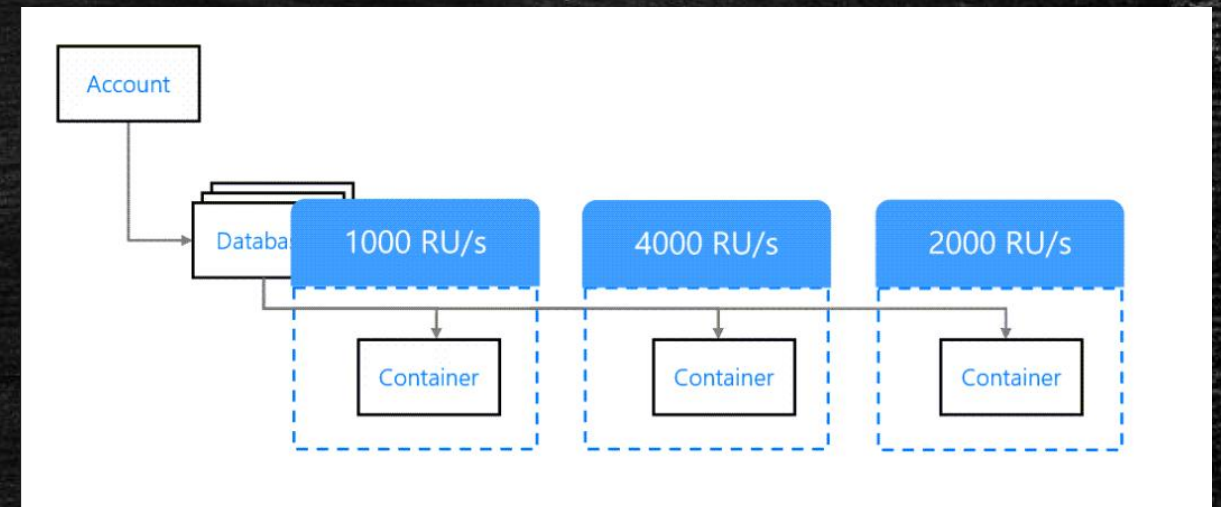 Account
Databas
1000 RU/s
4000 RU/s
2000 RU/s
Container
Container
Container